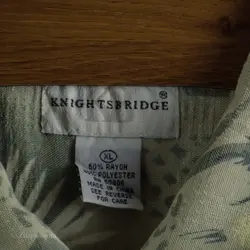 KNIGHTSBRIDGE®
XL
60% RAYON
POLYESTER
MADE IN CHINA
SEE REVERSE
FOR CARE